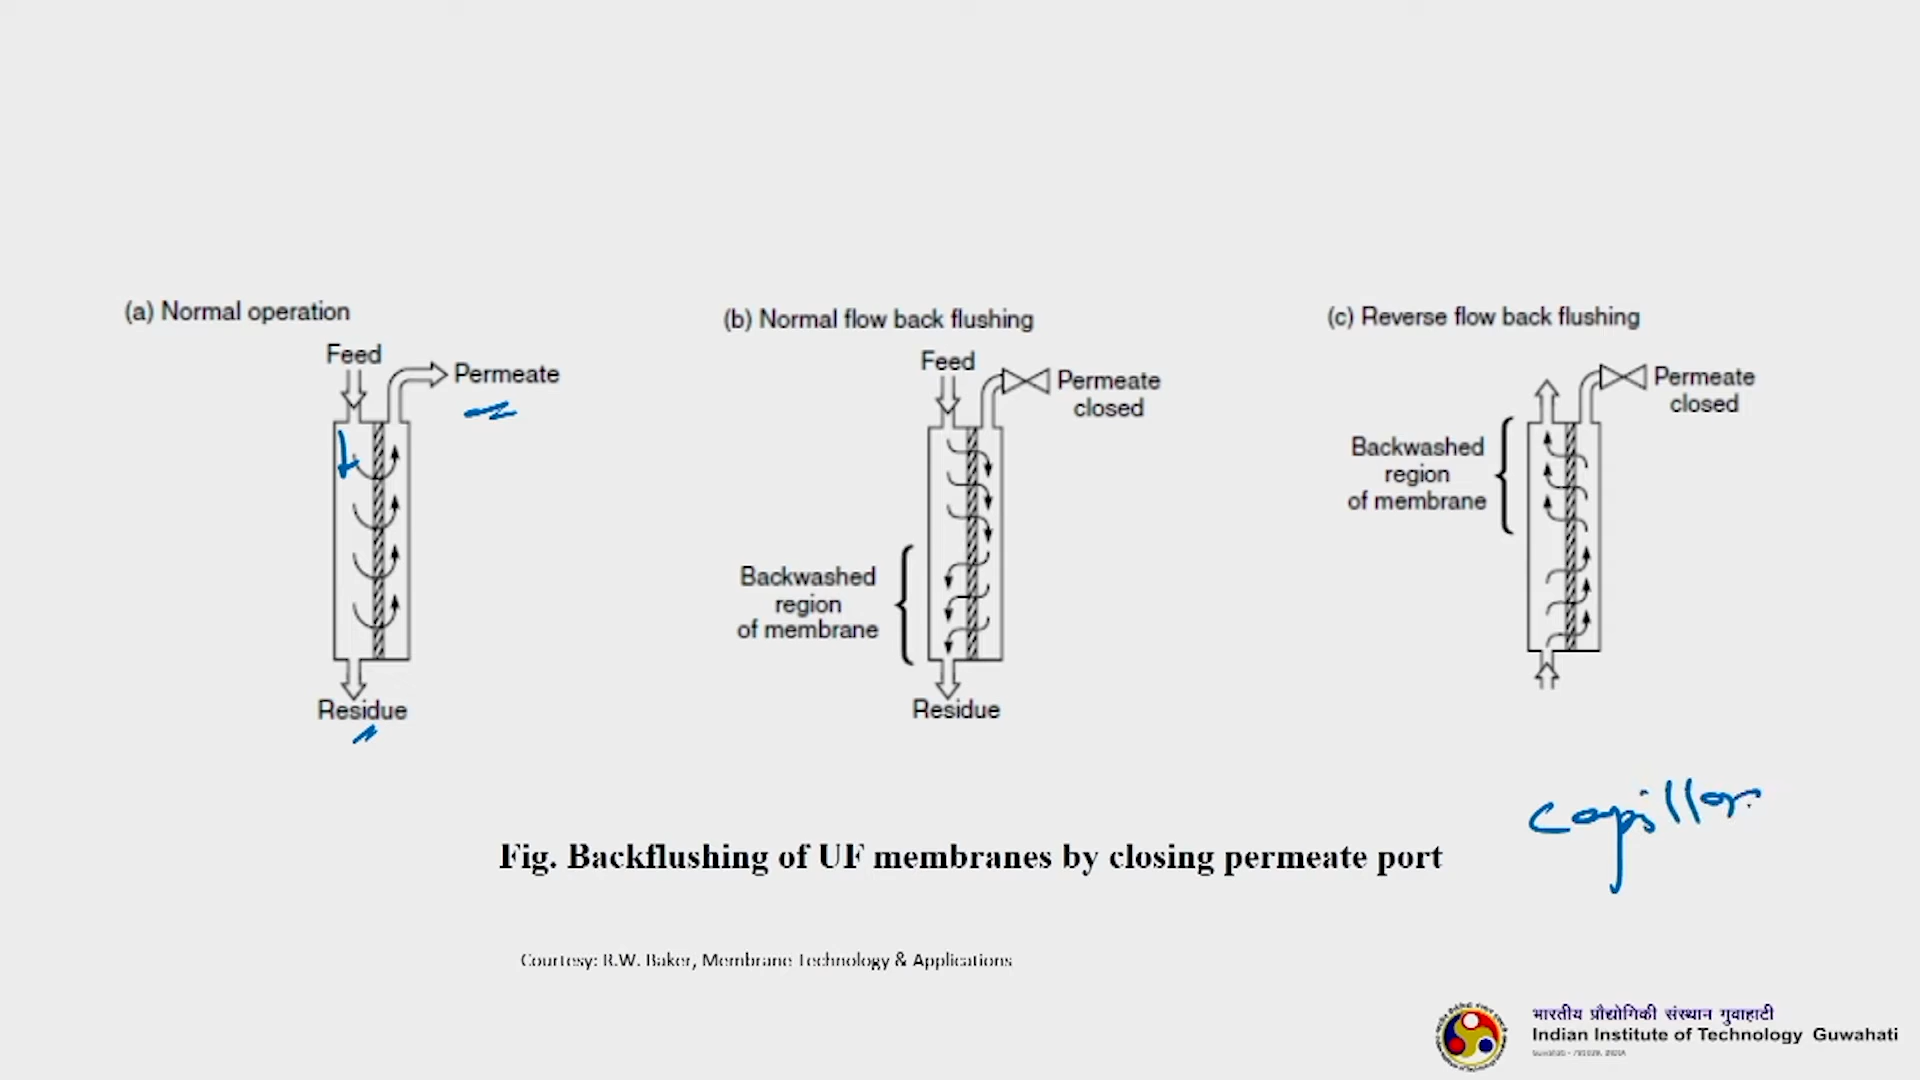 (a) Normal operation
Feed
Permeate
Residue
(b) Normal flow back flushing
Feed
Permeate
closed
Backwashed
region
of membrane
Residue
(c) Reverse flow back flushing
Permeate
closed
Backwashed
region
of membrane
Fig. Backflushing of UF membranes by closing permeate port
Courtesy: R.W. Baker, Membrane Technology & Applications
भारतीय प्रौद्योगिकी संस्थान गुवाहाटी
Indian Institute of Technology Guwahati